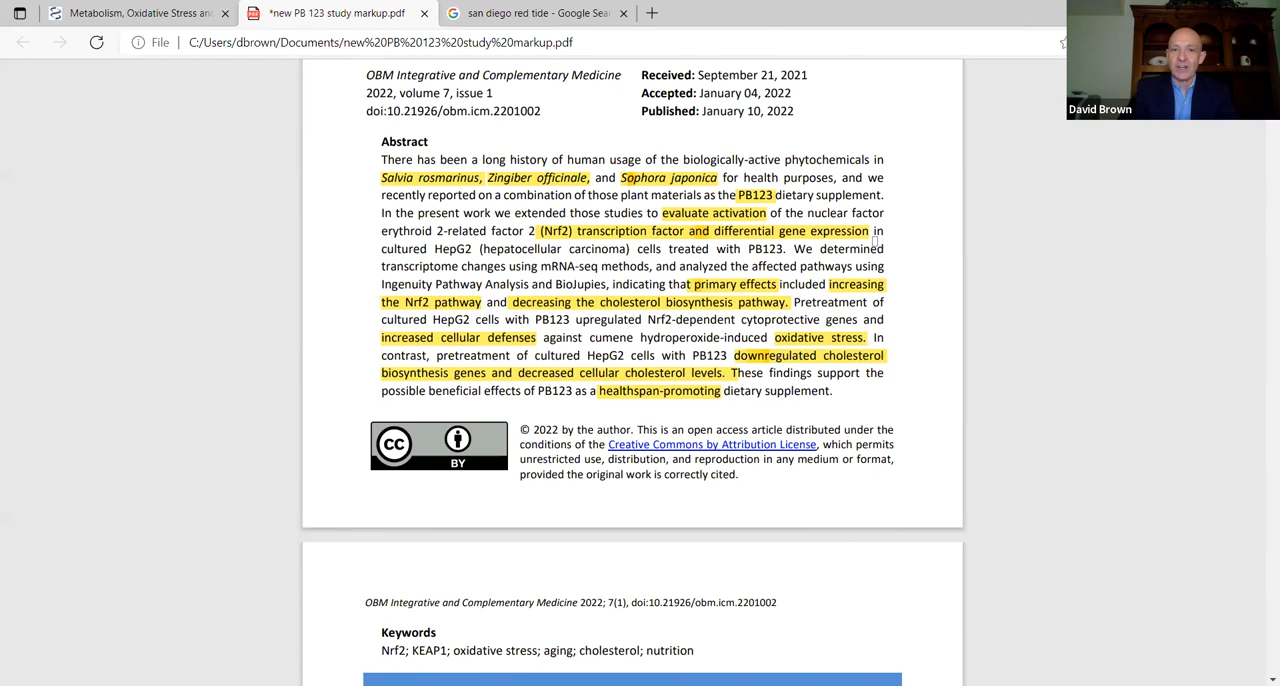 Metabolism, Oxidative Stress an
*new PB 123 study markup.pdf
san diego red tide - Google Sear
File
C:/Users/dbrown/Documents/new%20PB%20123%20study%20markup.pdf
David Brown
OBM Integrative and Complementary Medicine
2022, volume 7, issue 1
doi:10.21926/obm.icm.2201002
Received: September 21, 2021
Accepted: January 04, 2022
Published: January 10, 2022
Abstract
There has been a long history of human usage of the biologically-active phytochemicals in
Salvia rosmarinus, Zingiber officinale, and Sophora japonica for health purposes, and we
recently reported on a combination of those plant materials as the PB123 dietary supplement.
In the present work we extended those studies to evaluate activation of the nuclear factor
erythroid 2-related factor 2 (Nrf2) transcription factor and differential gene expression in
cultured HepG2 (hepatocellular carcinoma) cells treated with PB123. We determined
transcriptome changes using mRNA-seq methods, and analyzed the affected pathways using
Ingenuity Pathway Analysis and BioJupies, indicating that primary effects included increasing
the Nrf2 pathway and decreasing the cholesterol biosynthesis pathway. Pretreatment of
cultured HepG2 cells with PB123 upregulated Nrf2-dependent cytoprotective genes and
increased cellular defenses against cumene hydroperoxide-induced oxidative stress. In
contrast, pretreatment of cultured HepG2 cells with PB123 downregulated cholesterol
biosynthesis genes and decreased cellular cholesterol levels. These findings support the
possible beneficial effects of PB123 as a healthspan-promoting dietary supplement.
CC
BY
© 2022 by the author. This is an open access article distributed under the
conditions of the Creative Commons by Attribution License, which permits
unrestricted use, distribution, and reproduction in any medium or format,
provided the original work is correctly cited.
OBM Integrative and Complementary Medicine 2022; 7(1), doi:10.21926/obm.icm.2201002
Keywords
Nrf2; KEAP1; oxidative stress; aging; cholesterol; nutrition